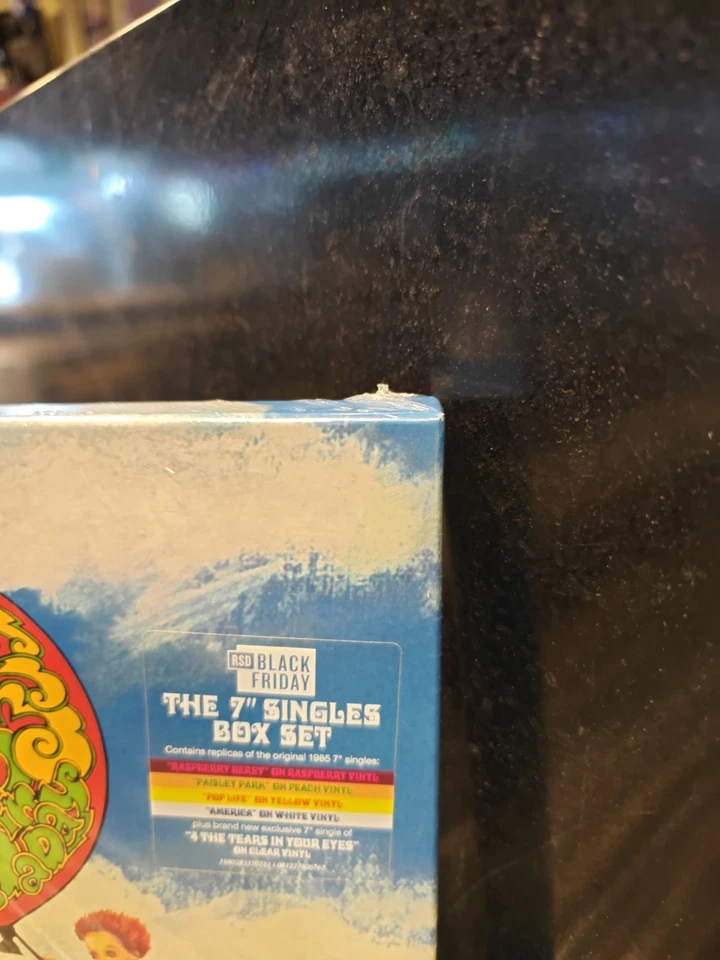 RSD BLACK
FRIDAY
THE 7" SINGLES
BOX SET
Contains replicas of the original 1985 7" singles:
"RASPBERRY BERET" ON RASPBERRY VINYL
"PAISLEY PARK" ON PEACH VINYL
"POP LIFE" ON YELLOW VINYL
"AMERICA" ON WHITE VINYL
plus brand new exclusive 7" single of
"4 THE TEARS IN YOUR EYES"
ON CLEAR VINYL